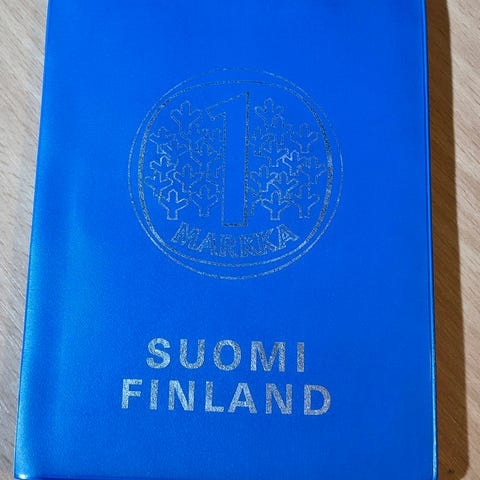 1
MARKKA
SUOMI
FINLAND